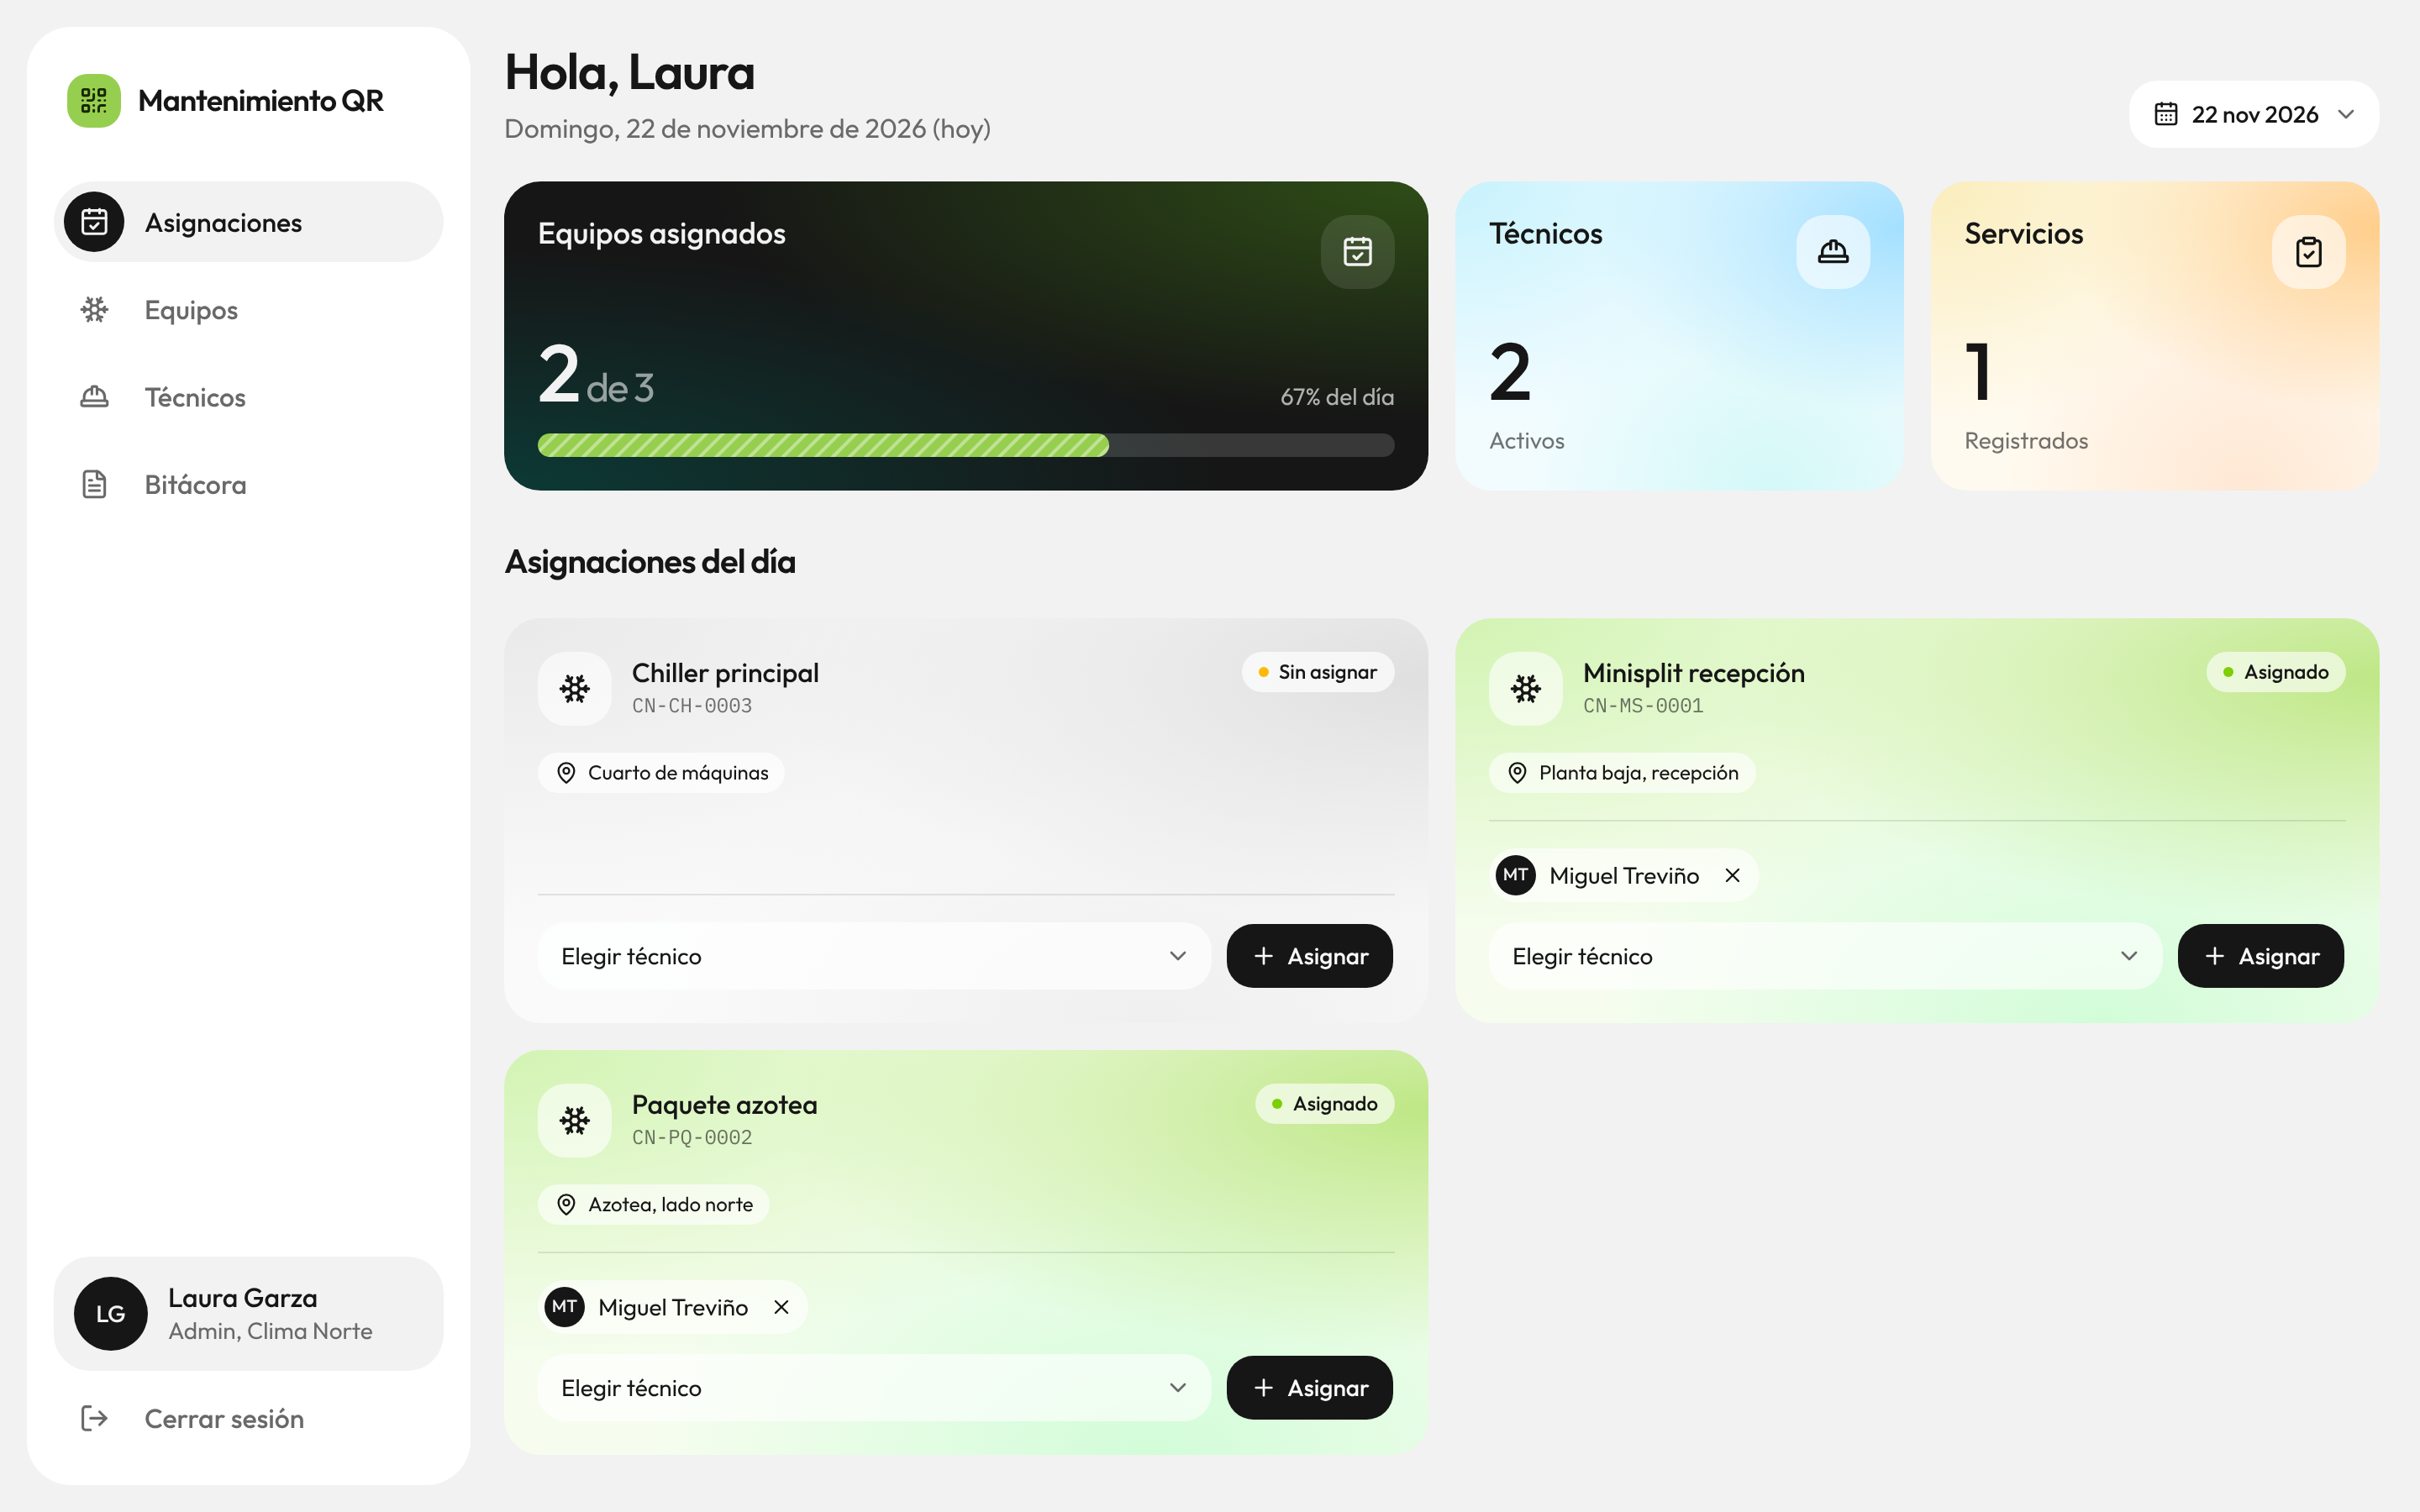 Mantenimiento QR
Asignaciones
Equipos
Técnicos
Bitácora
LG
Laura Garza
Admin, Clima Norte
Cerrar sesión
Hola, Laura
Domingo, 22 de noviembre de 2026 (hoy)
22 nov 2026
Equipos asignados
2 de 3
67% del día
Técnicos
2
Activos
Servicios
1
Registrados
Asignaciones del día
Chiller principal
CN-CH-0003
Sin asignar
Cuarto de máquinas
Elegir técnico
Asignar
Minisplit recepción
CN-MS-0001
Asignado
Planta baja, recepción
MT Miguel Treviño
Elegir técnico
Asignar
Paquete azotea
CN-PQ-0002
Asignado
Azotea, lado norte
MT Miguel Treviño
Elegir técnico
Asignar